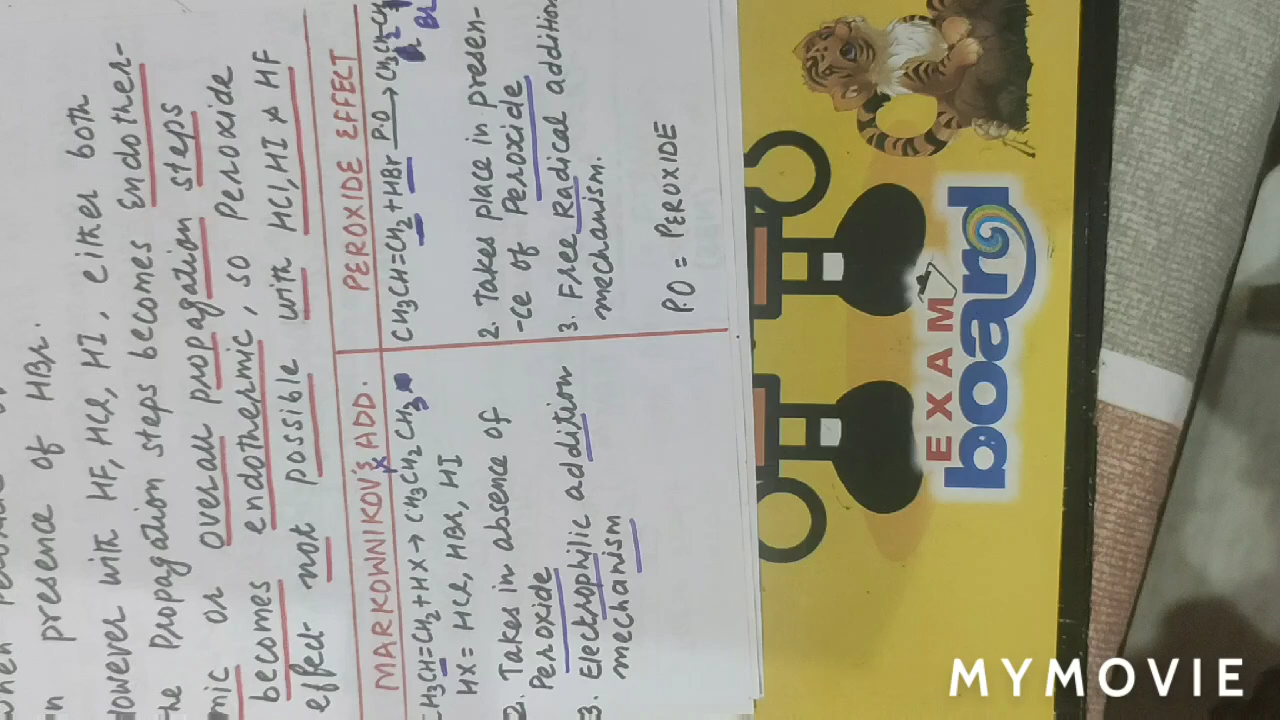 presence of HBr.
However with HF, HCl, HI, either both
the propagation steps becomes Endother-
mic or overall propagation steps
becomes endothermic, so peroxide
effect not possible with HCl, HI & HF
MARKOWNIKOV's ADD.
CH3CH=CH2+HX → CH3CH2CH3
X
HX = HCl, HBr, HI
2. Takes in absence of
Peroxide
3. Electrophilic addition
mechanism
PEROXIDE EFFECT
CH3CH=CH2+HBr P.O→ CH3CH2CH2
Br
2. Takes place in presen-
-ce of Peroxide
3. Free Radical addition
mechanism.
P.O = PEROXIDE
EXAM
board
MYMOVIE